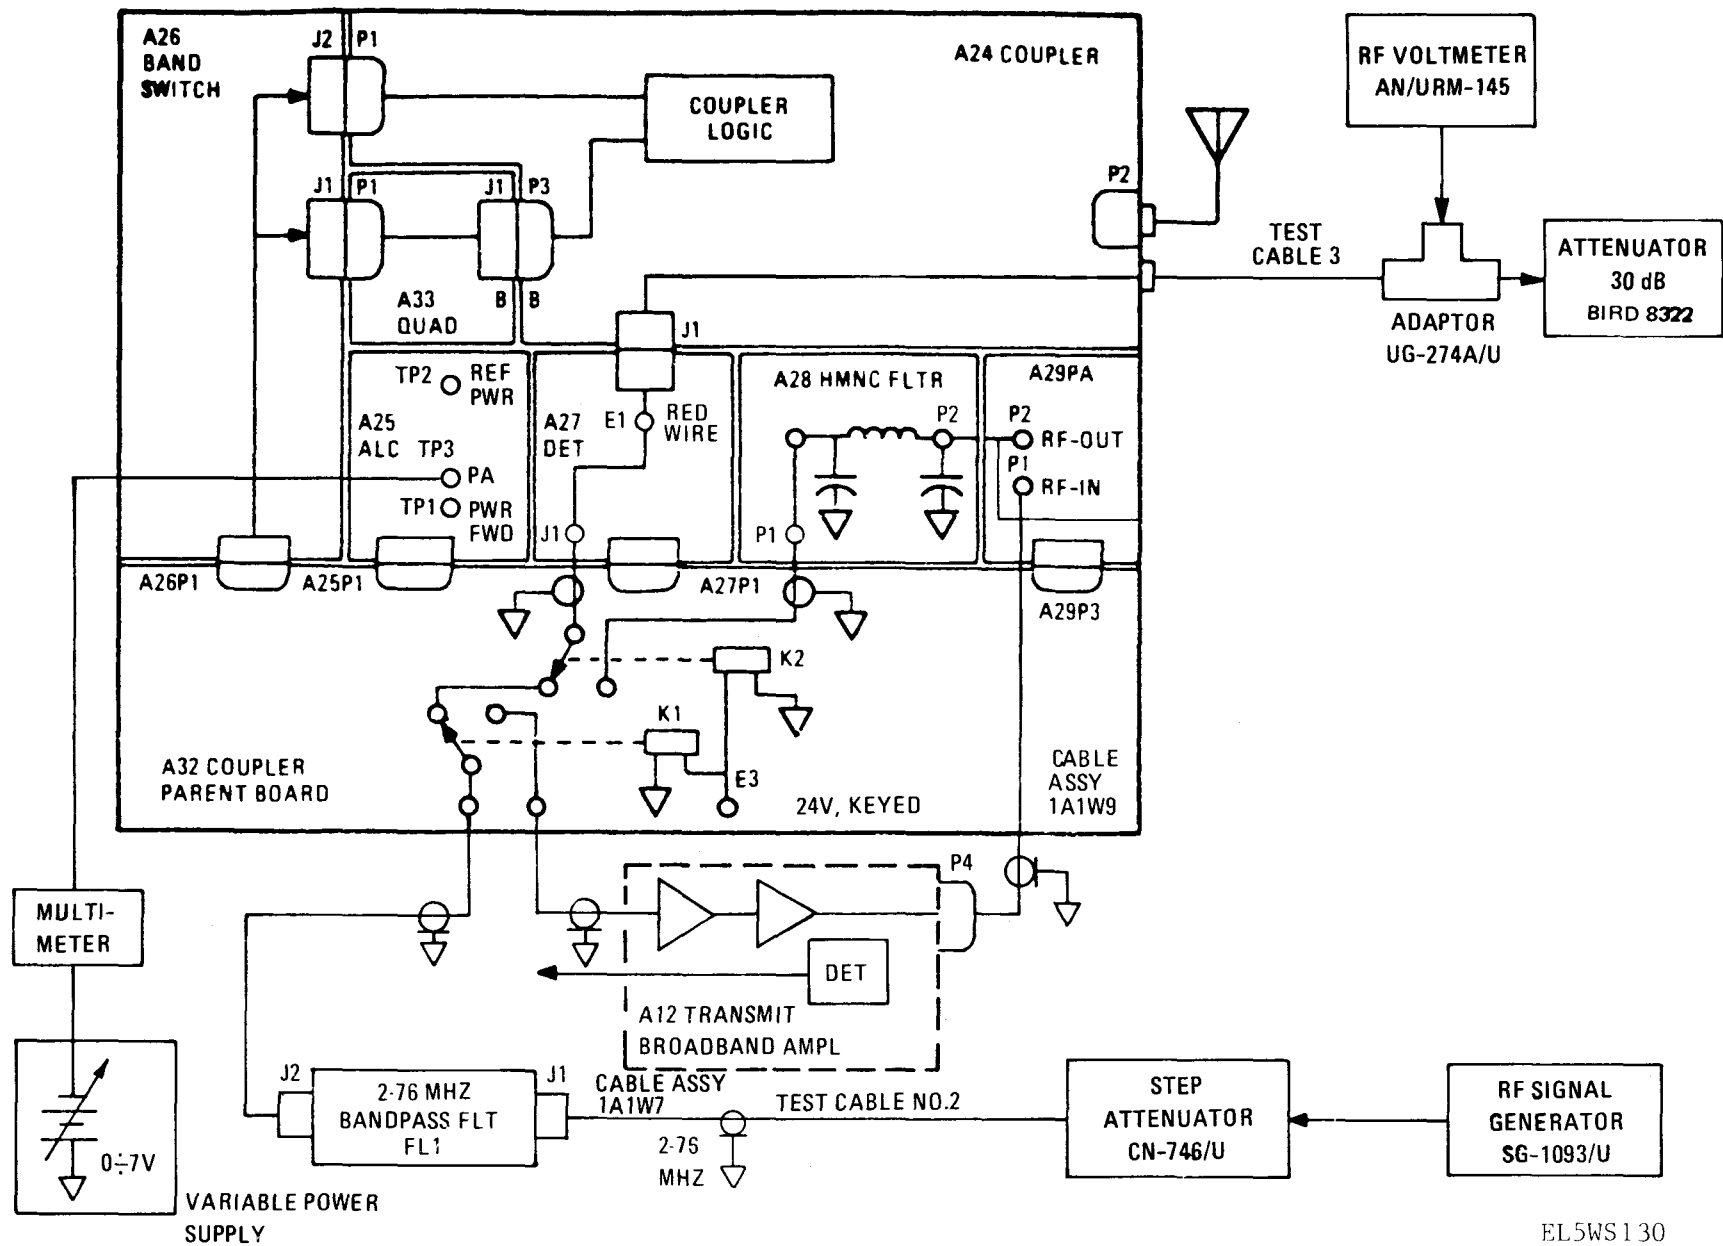 A26
BAND
SWITCH
J2
P1
A24 COUPLER
COUPLER
LOGIC
RF VOLTMETER
AN/URM-145
J1
P1
J1
P3
P2
TEST
CABLE 3
ATTENUATOR
30 dB
BIRD 8322
A33
QUAD
B
B
J1
ADAPTOR
UG-274A/U
TP2
REF
PWR
A25
ALC
TP3
PA
TP1
PWR
FWD
A27
DET
E1
RED
WIRE
J1
A28 HMNC FLTR
P2
P1
A29PA
P2
RF-OUT
P1
RF-IN
A26P1
A25P1
A27P1
A29P3
K2
K1
E3
A32 COUPLER
PARENT BOARD
24V, KEYED
CABLE
ASSY
1A1W9
MULTI-
METER
P4
DET
A12 TRANSMIT
BROADBAND AMPL
0÷7V
VARIABLE POWER
SUPPLY
J2
2-76 MHZ
BANDPASS FLT
FL1
J1
CABLE ASSY
1A1W7
TEST CABLE NO.2
2-76
MHZ
STEP
ATTENUATOR
CN-746/U
RF SIGNAL
GENERATOR
SG-1093/U
EL5WS130